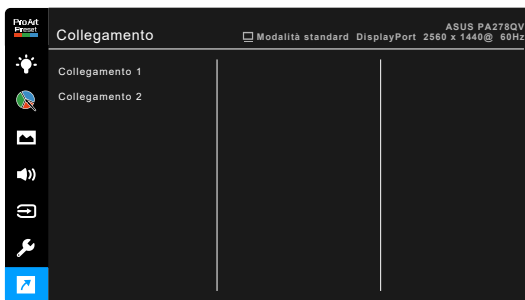 ProArt
Preset
Collegamento
ASUS PA278QV
Modalità standard DisplayPort 2560 x 1440@ 60Hz
Collegamento 1
Collegamento 2